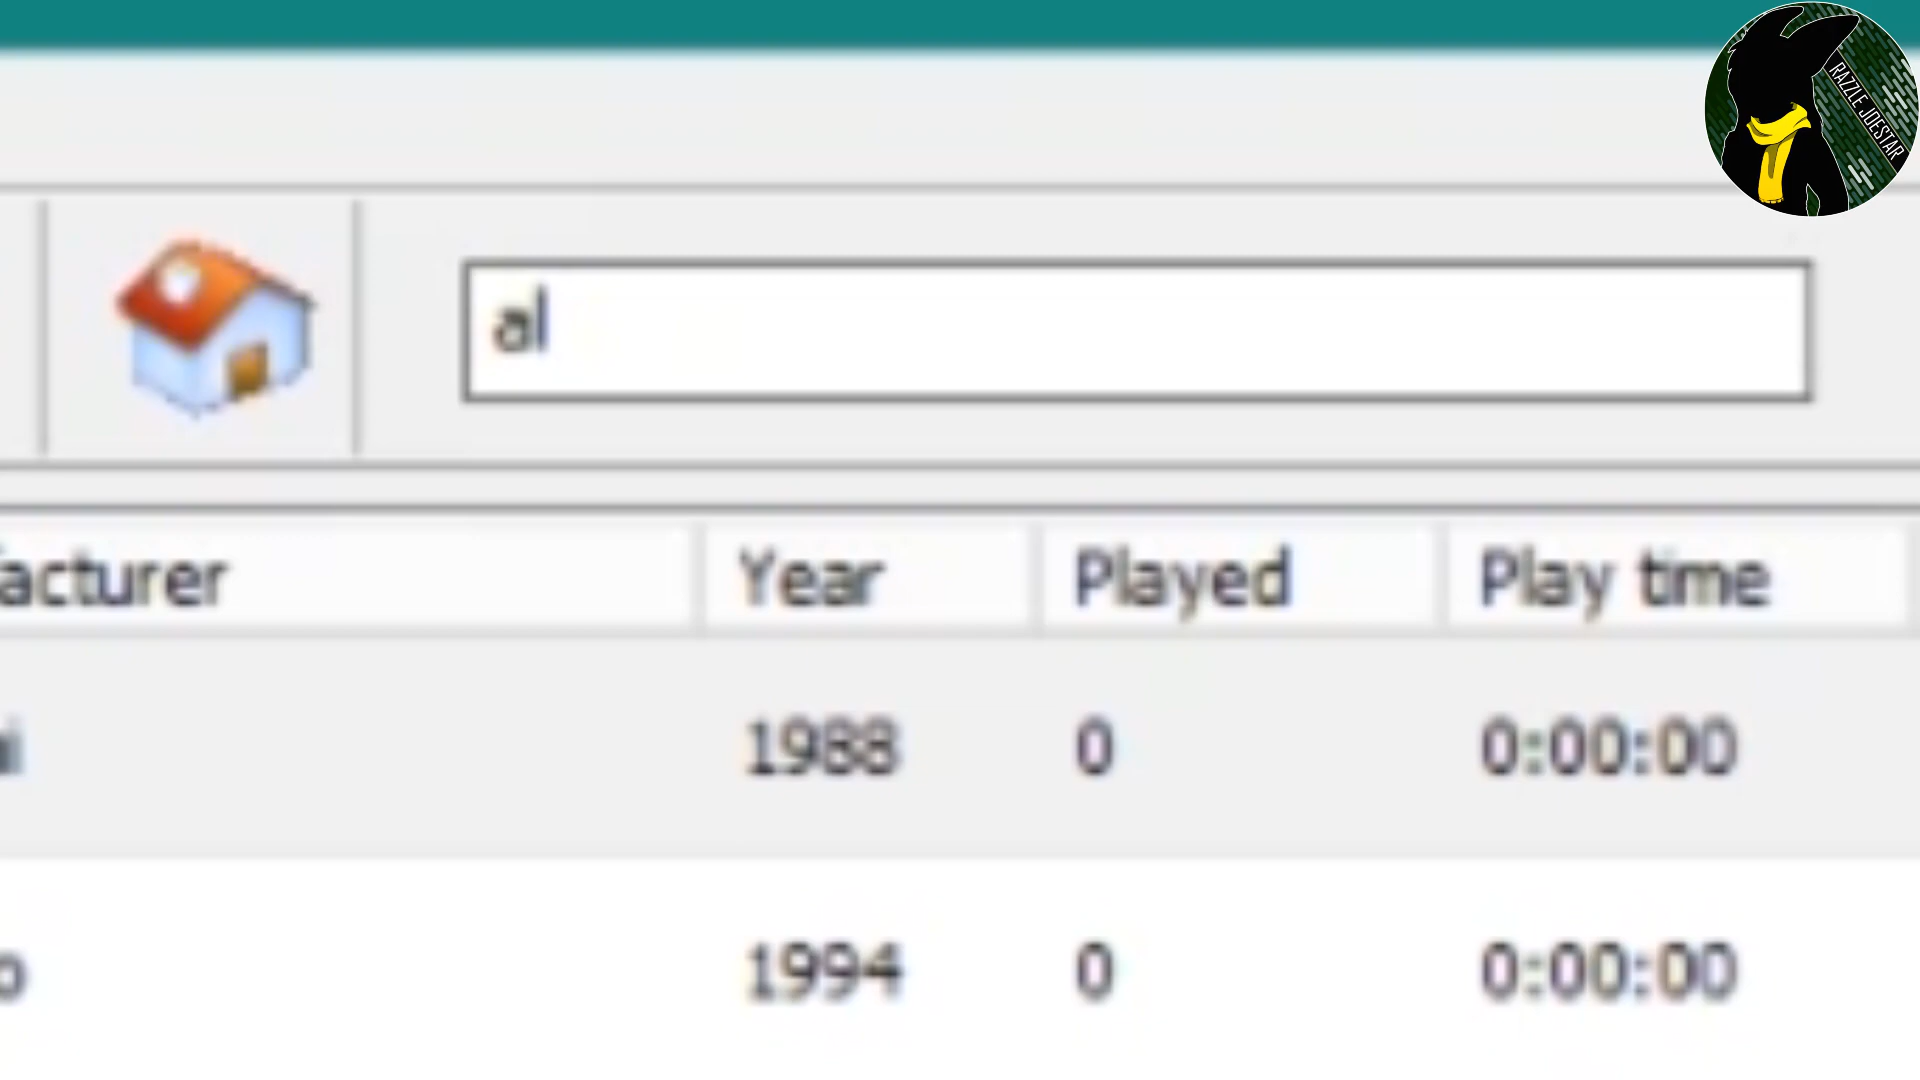 RAZZLE JOESTAR
al
acturer Year Played Play time
1988 0 0:00:00
1994 0 0:00:00